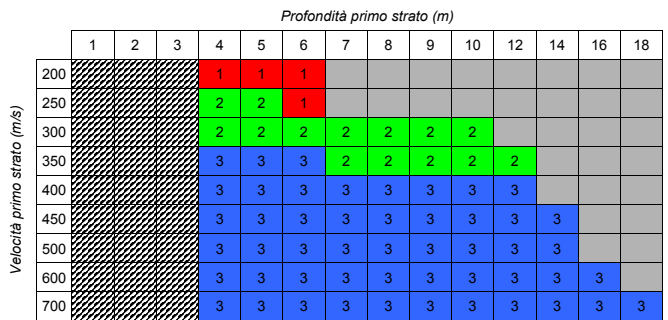 Profondità primo strato (m)
1 2 3 4 5 6 7 8 9 10 12 14 16 18
Velocità primo strato (m/s)
200 1 1 1
250 2 2 1
300 2 2 2 2 2 2 2
350 3 3 3 2 2 2 2 2
400 3 3 3 3 3 3 3 3
450 3 3 3 3 3 3 3 3 3
500 3 3 3 3 3 3 3 3 3
600 3 3 3 3 3 3 3 3 3 3
700 3 3 3 3 3 3 3 3 3 3 3